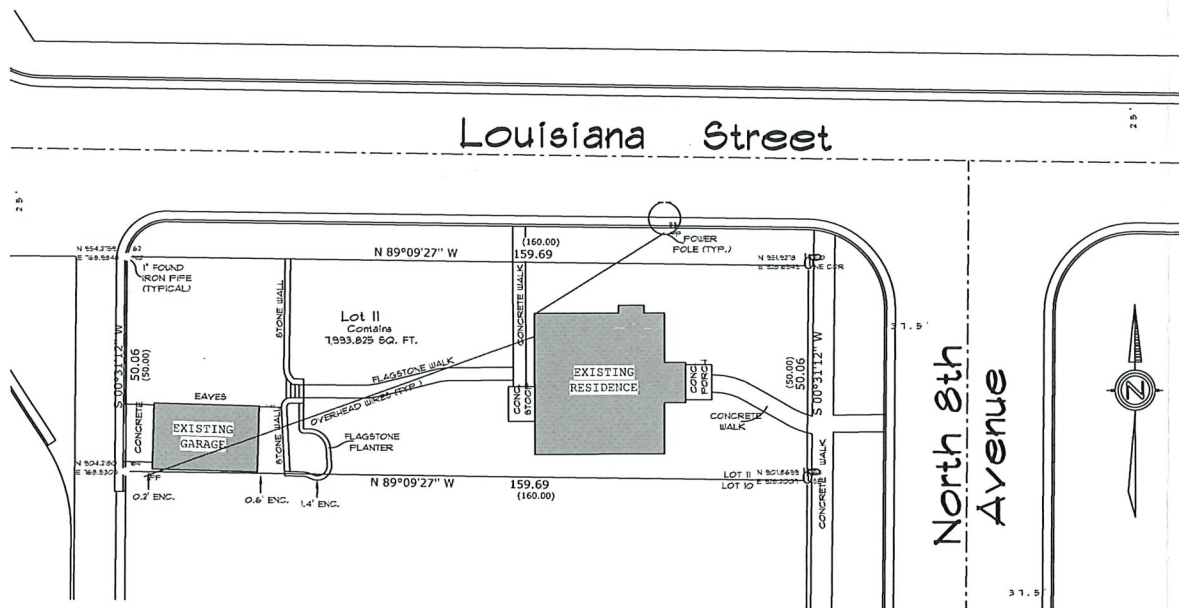 Louisiana Street
25'
25'
(160.00)
N 89°09'27" W 159.69
POWER
POLE (TYP.)
1" FOUND
IRON PIPE
(TYPICAL)
STONE WALL
Lot 11
Contains
7,993.825 SQ. FT.
CONCRETE WALK
37.5'
S 00°31'12" W
50.06
(50.00)
FLAGSTONE WALK
OVERHEAD WIRES (TYP.)
EXISTING
RESIDENCE
CONC
PORCH
CONC
STOOP
(50.00)
50.06
S 00°31'12" W
EAVES
CONCRETE
EXISTING
GARAGE
STONE WALL
FLAGSTONE
PLANTER
CONCRETE
WALK
CONCRETE WALK
North 8th
Avenue
N
LOT 11
LOT 10
N 89°09'27" W 159.69
(160.00)
0.2' ENC.
0.6' ENC.
1.4' ENC.
37.5'